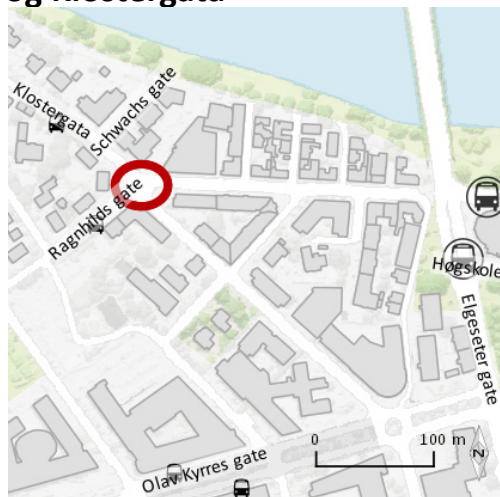 og Klostergata
Klostergata
Schwachs gate
Ragnhilds gate
Høgskole
Elgeseter gate
0 100 m
Olav Kyrres gate
N